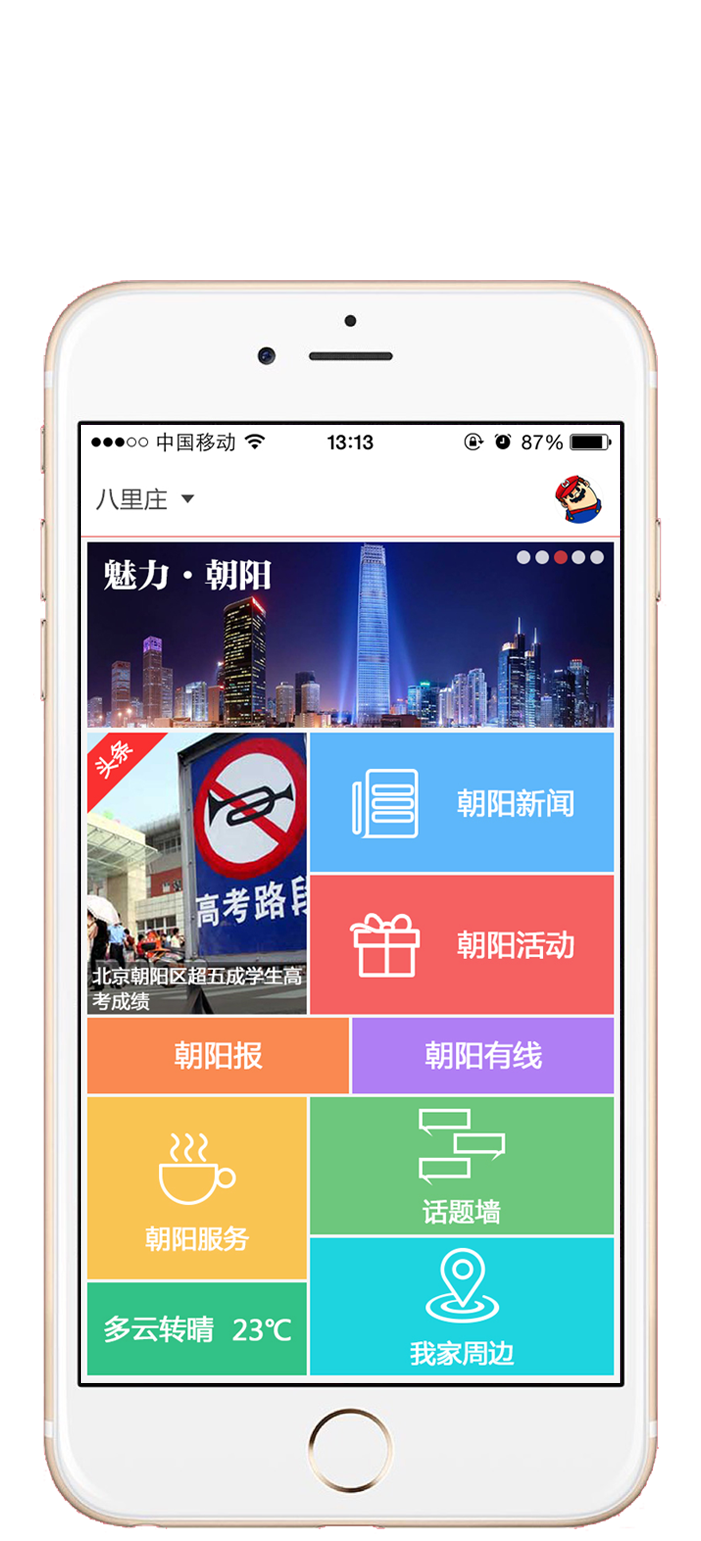 中国移动 13:13 87%
八里庄
魅力·朝阳
头条
朝阳新闻
高考路段
朝阳活动
北京朝阳区超五成学生高
考成绩
朝阳报 朝阳有线
朝阳服务
话题墙
多云转晴 23℃
我家周边